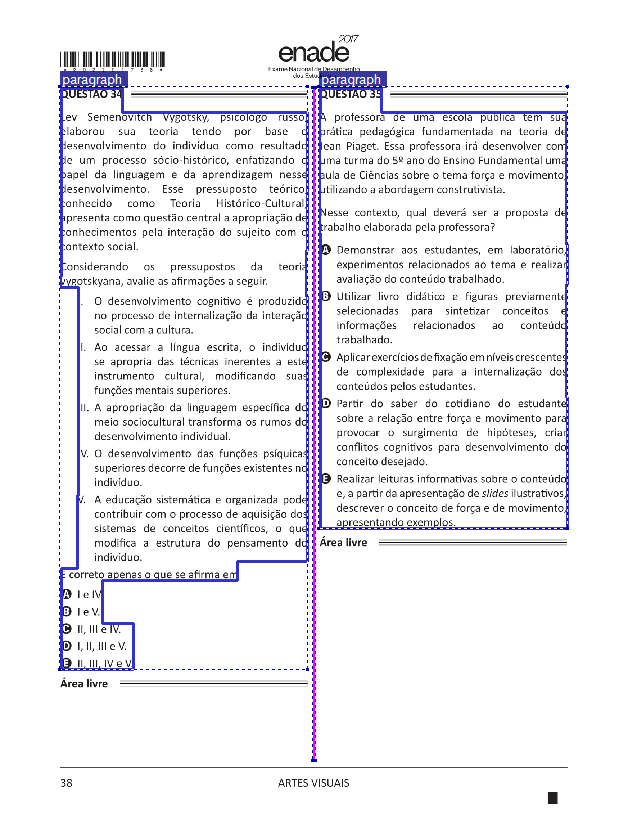 2017
enade
Exame Nacional de Desempenho
paragraph
QUESTÃO 34
Lev Semenovitch Vygotsky, psicólogo russo,
elaborou sua teoria tendo por base o
desenvolvimento do indivíduo como resultado
de um processo sócio-histórico, enfatizando o
papel da linguagem e da aprendizagem nesse
desenvolvimento. Esse pressuposto teórico,
conhecido como Teoria Histórico-Cultural,
apresenta como questão central a apropriação de
conhecimentos pela interação do sujeito com o
contexto social.
Considerando os pressupostos da teoria
vygotskyana, avalie as afirmações a seguir.
I. O desenvolvimento cognitivo é produzido
no processo de internalização da interação
social com a cultura.
II. Ao acessar a língua escrita, o indivíduo
se apropria das técnicas inerentes a este
instrumento cultural, modificando suas
funções mentais superiores.
III. A apropriação da linguagem específica do
meio sociocultural transforma os rumos do
desenvolvimento individual.
IV. O desenvolvimento das funções psíquicas
superiores decorre de funções existentes no
indivíduo.
V. A educação sistemática e organizada pode
contribuir com o processo de aquisição dos
sistemas de conceitos científicos, o que
modifica a estrutura do pensamento do
indivíduo.
É correto apenas o que se afirma em
A I e IV.
B I e V.
C II, III e IV.
D I, II, III e V.
E II, III, IV e V.
Área livre
paragraph
QUESTÃO 35
A professora de uma escola pública tem sua
prática pedagógica fundamentada na teoria de
Jean Piaget. Essa professora irá desenvolver com
uma turma do 5º ano do Ensino Fundamental uma
aula de Ciências sobre o tema força e movimento,
utilizando a abordagem construtivista.
Nesse contexto, qual deverá ser a proposta de
trabalho elaborada pela professora?
A Demonstrar aos estudantes, em laboratório,
experimentos relacionados ao tema e realizar
avaliação do conteúdo trabalhado.
B Utilizar livro didático e figuras previamente
selecionadas para sintetizar conceitos e
informações relacionados ao conteúdo
trabalhado.
C Aplicar exercícios de fixação em níveis crescentes
de complexidade para a internalização dos
conteúdos pelos estudantes.
D Partir do saber do cotidiano do estudante
sobre a relação entre força e movimento para
provocar o surgimento de hipóteses, criar
conflitos cognitivos para desenvolvimento do
conceito desejado.
E Realizar leituras informativas sobre o conteúdo
e, a partir da apresentação de slides ilustrativos,
descrever o conceito de força e de movimento,
apresentando exemplos.
Área livre
38
ARTES VISUAIS